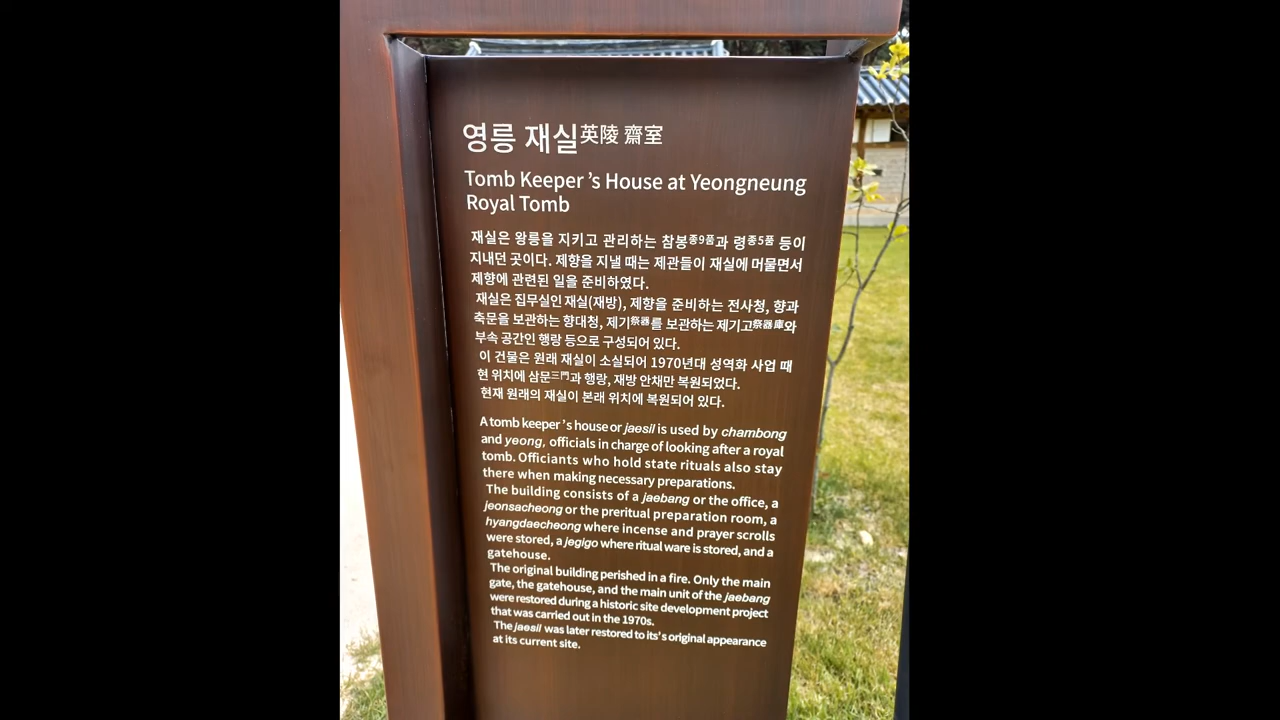 영릉 재실英陵 齋室
Tomb Keeper ’s House at Yeongneung
Royal Tomb
재실은 왕릉을 지키고 관리하는 참봉종9품과 령종5품 등이
지내던 곳이다. 제향을 지낼 때는 제관들이 재실에 머물면서
제향에 관련된 일을 준비하였다.
재실은 집무실인 재실(재방), 제향을 준비하는 전사청, 향과
축문을 보관하는 향대청, 제기祭器를 보관하는 제기고祭器庫와
부속 공간인 행랑 등으로 구성되어 있다.
이 건물은 원래 재실이 소실되어 1970년대 성역화 사업 때
현 위치에 삼문三門과 행랑, 재방 안채만 복원되었다.
현재 원래의 재실이 본래 위치에 복원되어 있다.
A tomb keeper ’s house or jaesil is used by chambong
and yeong, officials in charge of looking after a royal
tomb. Officiants who hold state rituals also stay
there when making necessary preparations.
The building consists of a jaebang or the office, a
jeonsacheong or the preritual preparation room, a
hyangdaecheong where incense and prayer scrolls
were stored, a jegigo where ritual ware is stored, and a
gatehouse.
The original building perished in a fire. Only the main
gate, the gatehouse, and the main unit of the jaebang
were restored during a historic site development project
that was carried out in the 1970s.
The jaesil was later restored to its’s original appearance
at its current site.